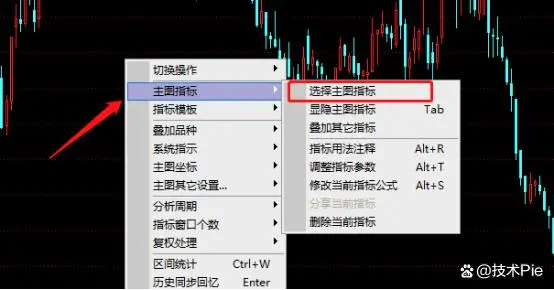 切换操作
主图指标
指标模板
叠加品种
系统指示
主图坐标
主图其它设置...
分析周期
指标窗口个数
复权处理
区间统计 Ctrl+W
历史同步回忆 Enter
选择主图指标
显隐主图指标 Tab
叠加其它指标
指标用法注释 Alt+R
调整指标参数 Alt+T
修改当前指标公式 Alt+S
分享当前指标
删除当前指标
@技术Pie